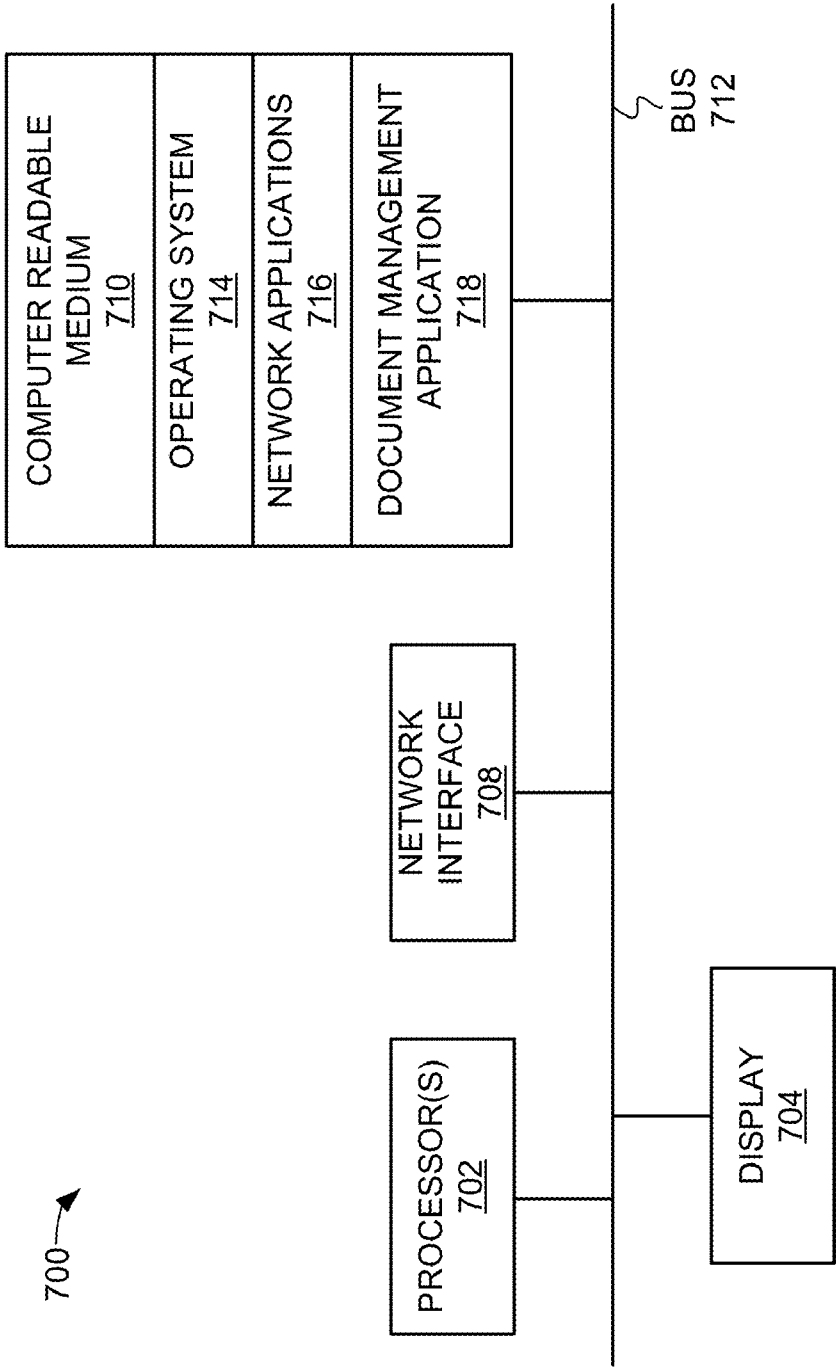 700
COMPUTER READABLE
MEDIUM
710
OPERATING SYSTEM
714
NETWORK APPLICATIONS
716
DOCUMENT MANAGEMENT
APPLICATION
718
PROCESSOR(S)
702
NETWORK
INTERFACE
708
BUS
712
DISPLAY
704